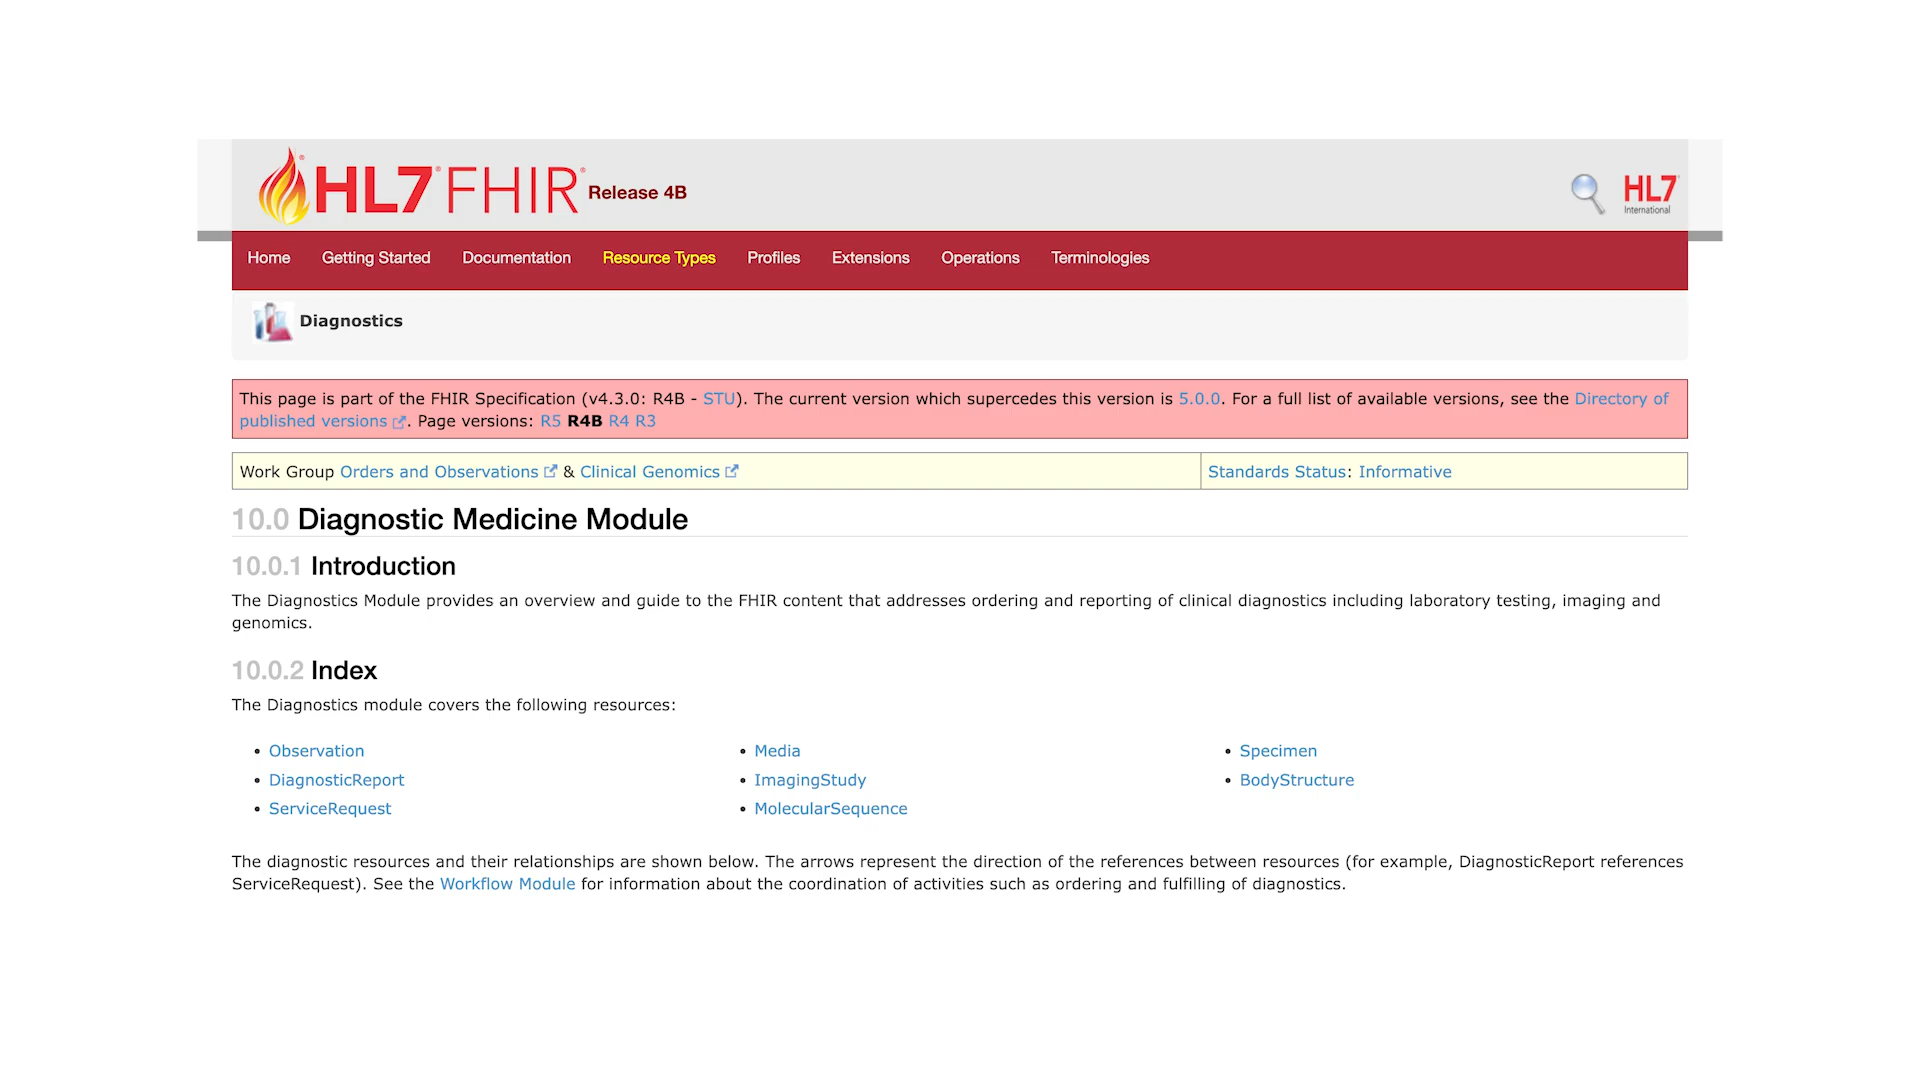 HL7® FHIR® Release 4B
HL7
International
Home Getting Started Documentation Resource Types Profiles Extensions Operations Terminologies
Diagnostics
This page is part of the FHIR Specification (v4.3.0: R4B - STU). The current version which supercedes this version is 5.0.0. For a full list of available versions, see the Directory of
published versions. Page versions: R5 R4B R4 R3
Work Group Orders and Observations & Clinical Genomics
Standards Status: Informative
10.0 Diagnostic Medicine Module
10.0.1 Introduction
The Diagnostics Module provides an overview and guide to the FHIR content that addresses ordering and reporting of clinical diagnostics including laboratory testing, imaging and
genomics.
10.0.2 Index
The Diagnostics module covers the following resources:
• Observation
• DiagnosticReport
• ServiceRequest
• Media
• ImagingStudy
• MolecularSequence
• Specimen
• BodyStructure
The diagnostic resources and their relationships are shown below. The arrows represent the direction of the references between resources (for example, DiagnosticReport references
ServiceRequest). See the Workflow Module for information about the coordination of activities such as ordering and fulfilling of diagnostics.